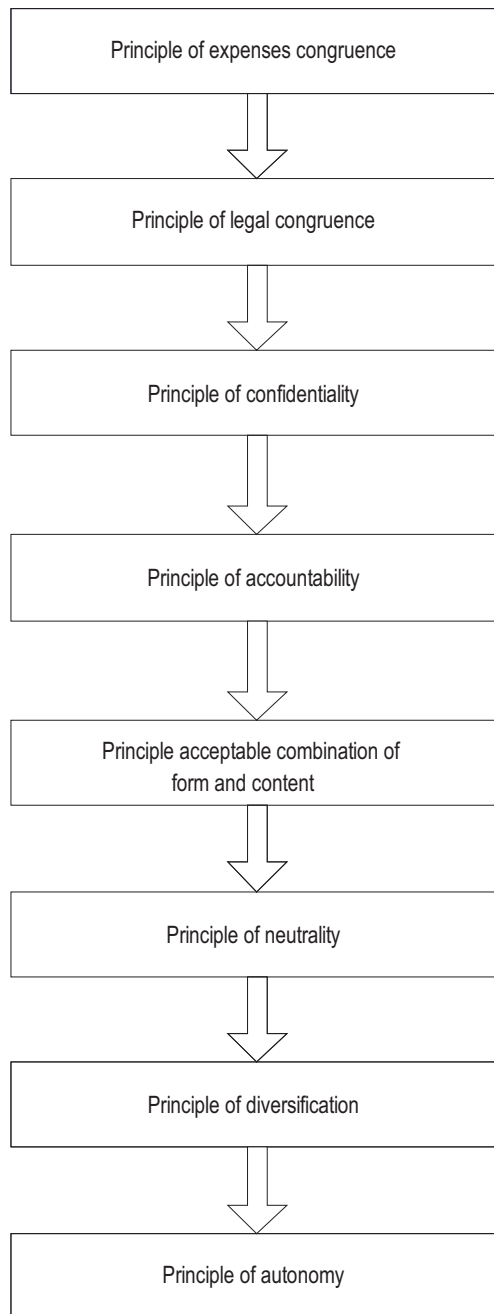 Principle of expenses congruence
Principle of legal congruence
Principle of confidentiality
Principle of accountability
Principle acceptable combination of
form and content
Principle of neutrality
Principle of diversification
Principle of autonomy